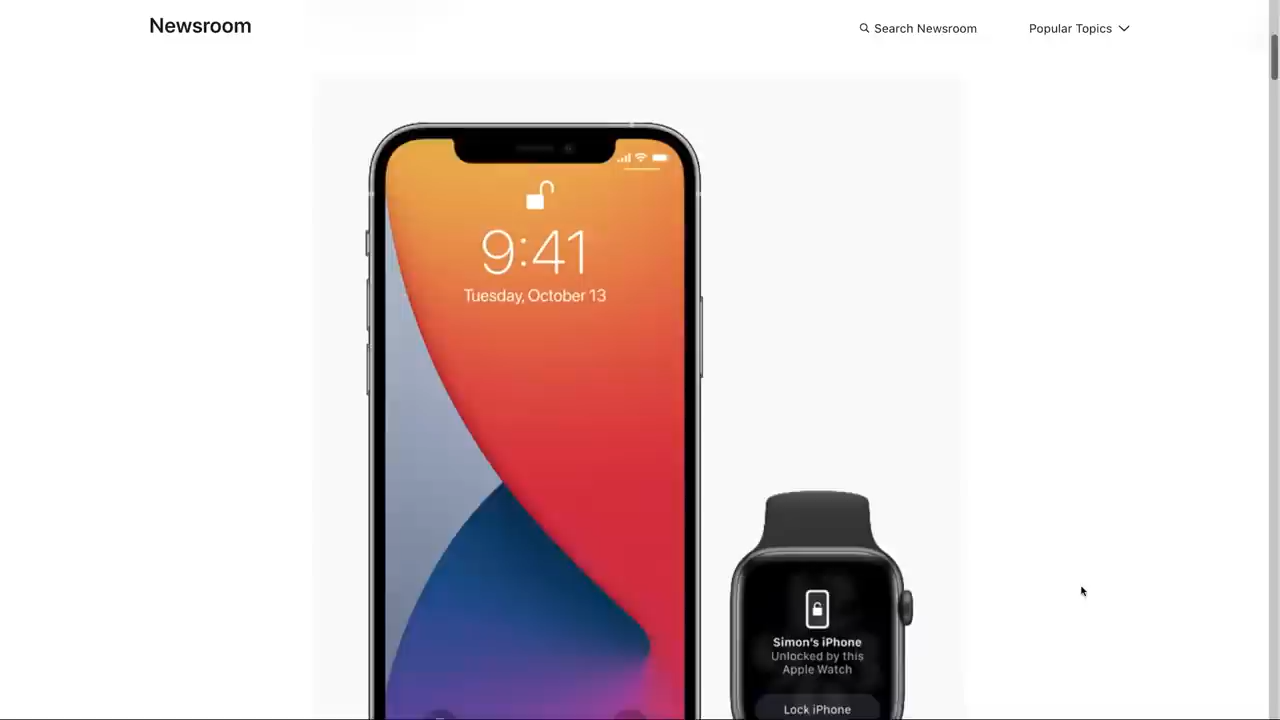 Newsroom
Search Newsroom
Popular Topics
9:41
Tuesday, October 13
Simon's iPhone
Unlocked by this
Apple Watch
Lock iPhone